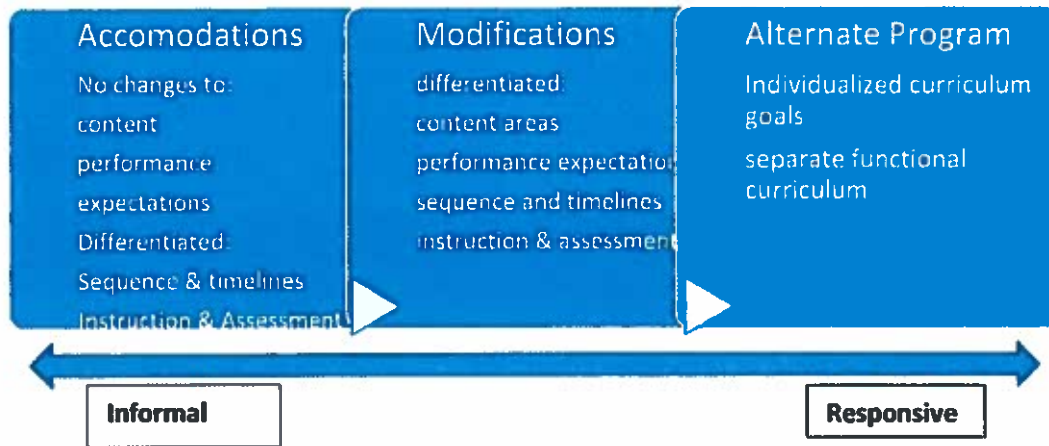 Accomodations
No changes to:
content
performance
expectations
Differentiated:
Sequence & timelines
Instruction & Assessment
Modifications
differentiated:
content areas
performance expectatio
sequence and timelines
instruction & assessment
Alternate Program
Individualized curriculum
goals
separate functional
curriculum
Informal
Responsive